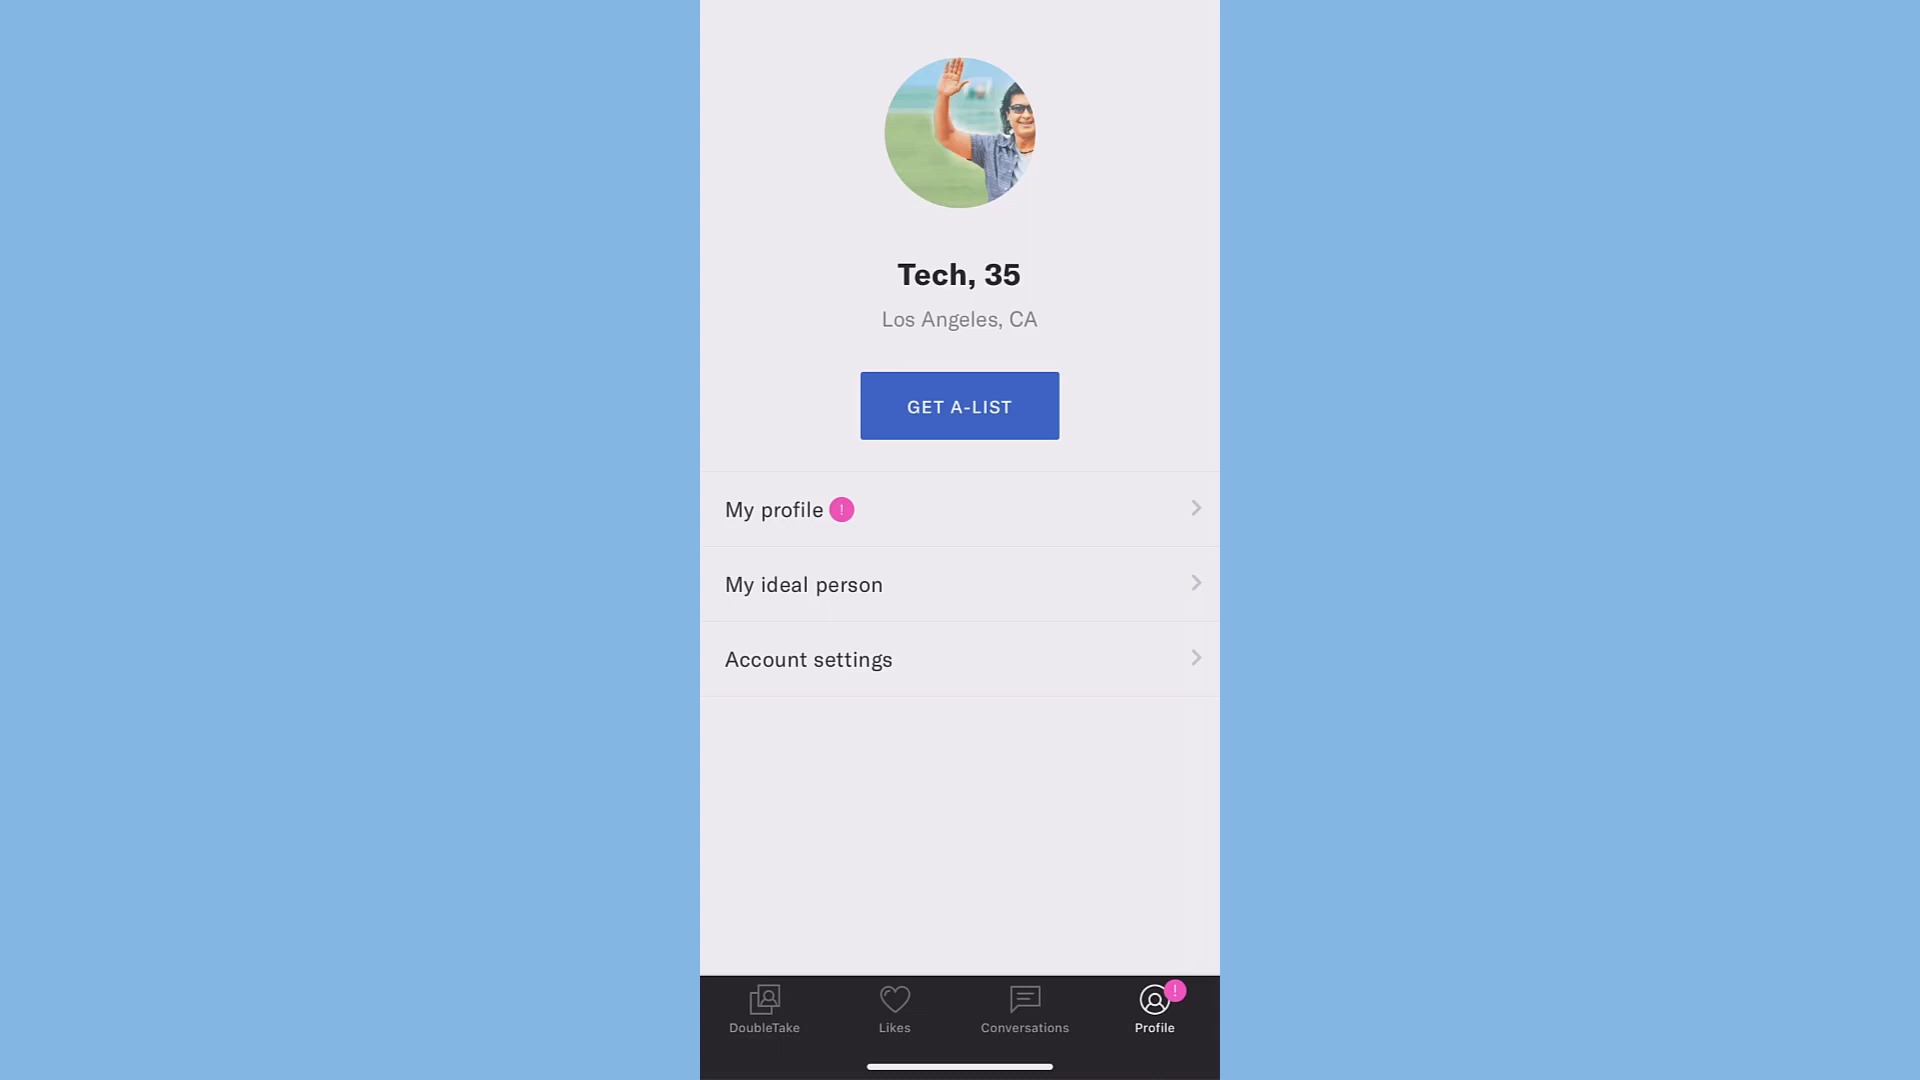 Tech, 35
Los Angeles, CA
GET A-LIST
My profile !
My ideal person
Account settings
!
DoubleTake Likes Conversations Profile